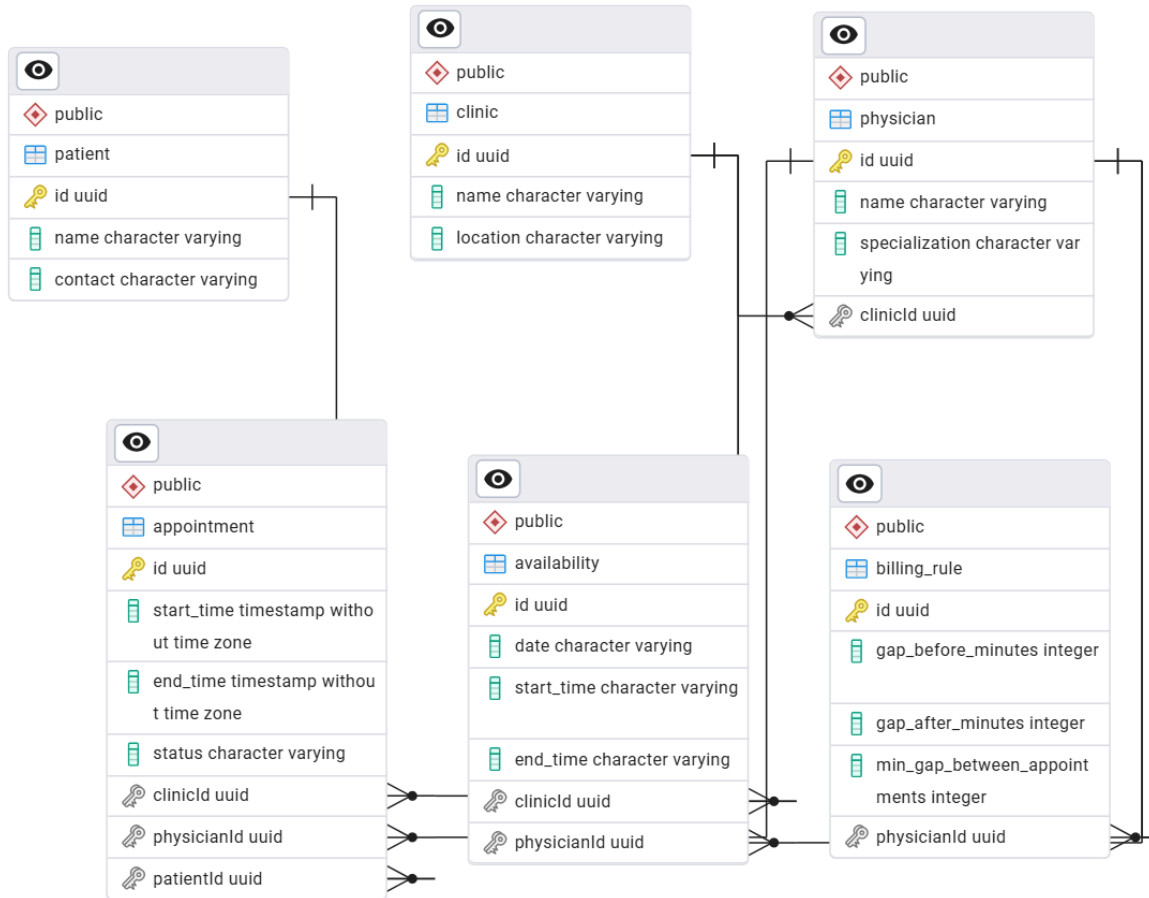 public
patient
id uuid
name character varying
contact character varying
public
clinic
id uuid
name character varying
location character varying
public
physician
id uuid
name character varying
specialization character var
ying
clinicId uuid
public
appointment
id uuid
start_time timestamp witho
ut time zone
end_time timestamp withou
t time zone
status character varying
clinicId uuid
physicianId uuid
patientId uuid
public
availability
id uuid
date character varying
start_time character varying
end_time character varying
clinicId uuid
physicianId uuid
public
billing_rule
id uuid
gap_before_minutes integer
gap_after_minutes integer
min_gap_between_appoint
ments integer
physicianId uuid